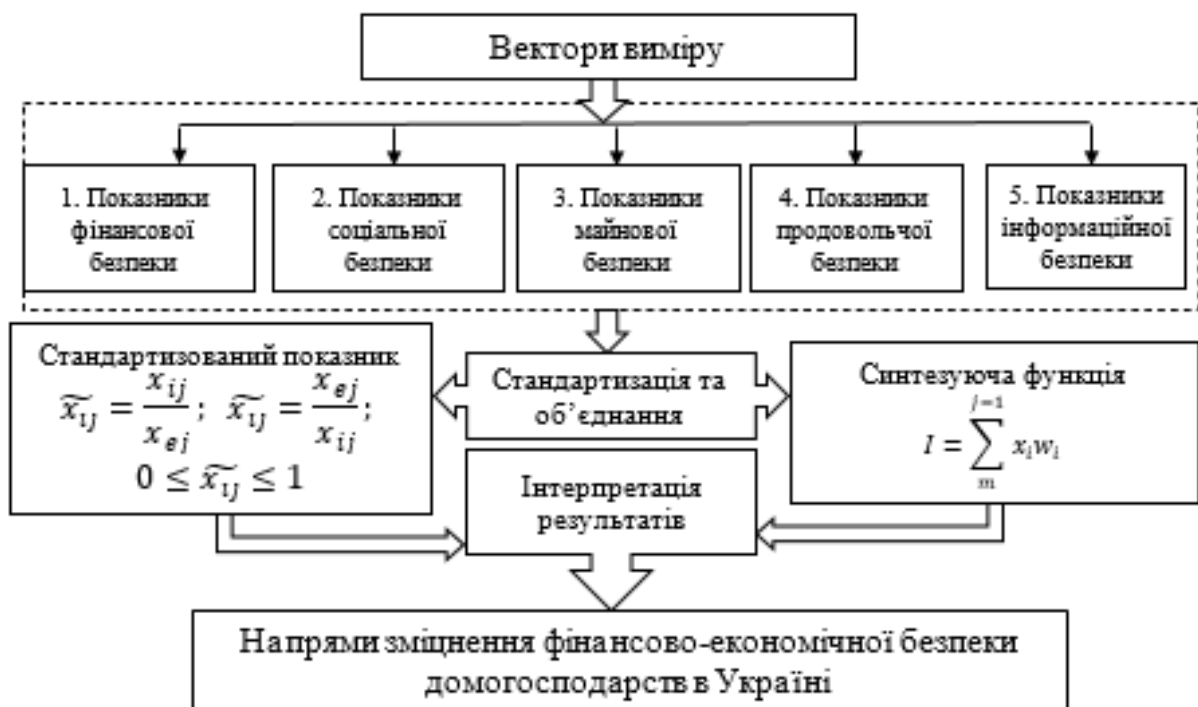 Вектори виміру
1. Показники
фінансової
безпеки
2. Показники
соціальної
безпеки
3. Показники
майнової
безпеки
4. Показники
продовольчої
безпеки
5. Показники
інформаційної
безпеки
Стандартизований показник
x̃ᵢⱼ = xᵢⱼ / xₑⱼ ; x̃ᵢⱼ = xₑⱼ / xᵢⱼ ;
0 ≤ x̃ᵢⱼ ≤ 1
Стандартизація та
об’єднання
Синтезуюча функція
j=1
I = ∑ xᵢwᵢ
m
Інтерпретація
результатів
Напрями зміцнення фінансово-економічної безпеки
домогосподарств в Україні